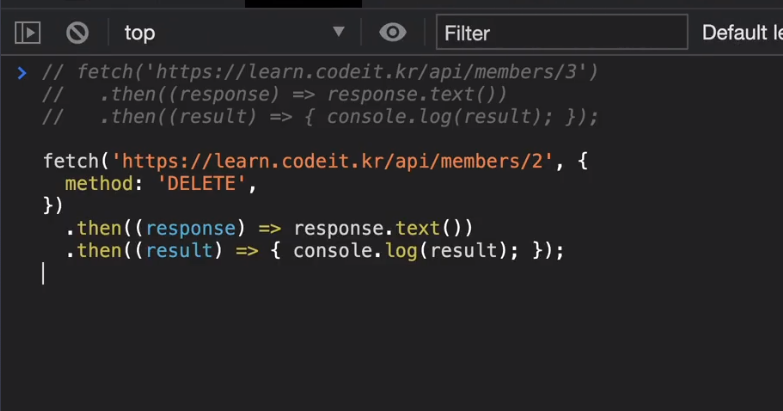 top
Filter
Default le
> // fetch('https://learn.codeit.kr/api/members/3')
//   .then((response) => response.text())
//   .then((result) => { console.log(result); });
fetch('https://learn.codeit.kr/api/members/2', {
  method: 'DELETE',
})
  .then((response) => response.text())
  .then((result) => { console.log(result); });